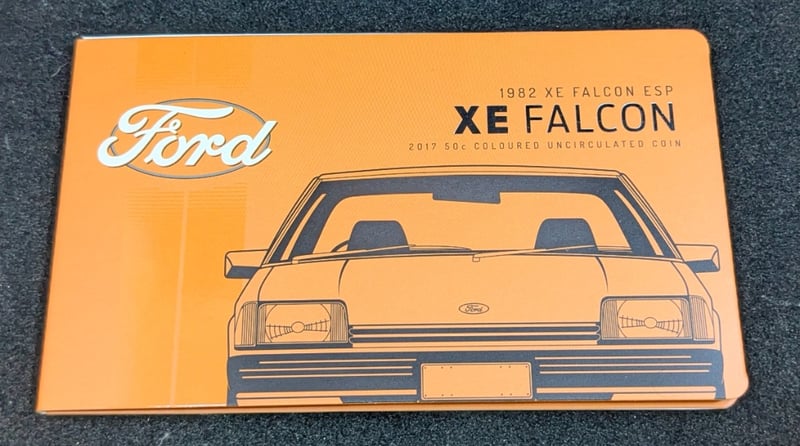 Ford
1982 XE FALCON ESP
XE FALCON
2017 50c COLOURED UNCIRCULATED COIN
Ford